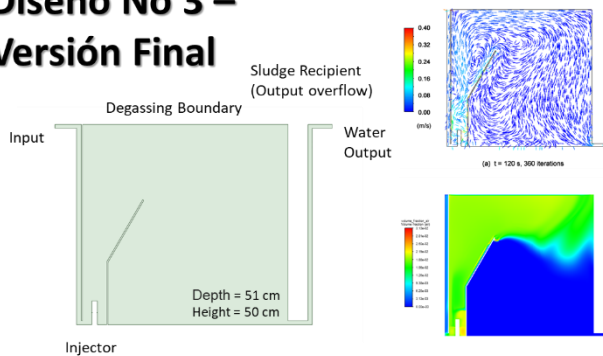 Diseño No 3 –
Versión Final
Sludge Recipient
(Output overflow)
Degassing Boundary
Input
Water
Output
Depth = 51 cm
Height = 50 cm
Injector
0.40
0.32
0.24
0.16
0.08
0.00
(m/s)
(a) t = 120 s, 360 iterations